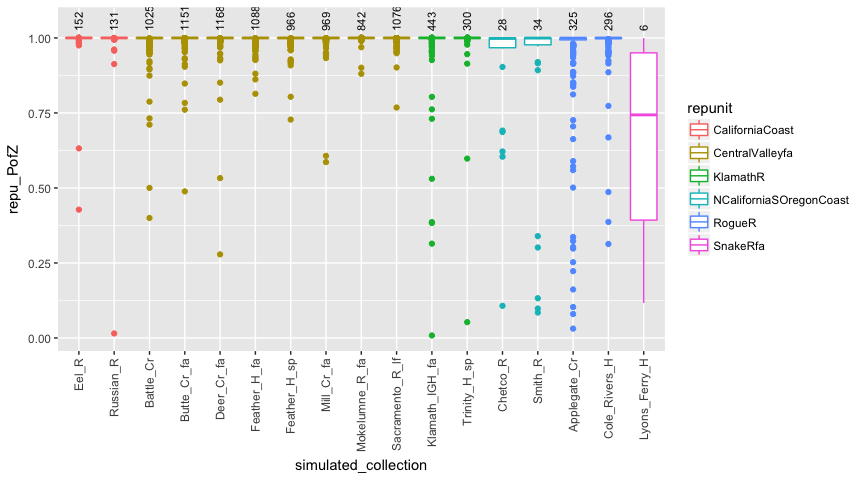 152 131 1025 1151 1168 1088 966 969 842 1076 443 300 28 34 325 296 6
1.00
0.75
0.50
0.25
0.00
repu_PofZ
Eel_R
Russian_R
Battle_Cr
Butte_Cr_fa
Deer_Cr_fa
Feather_H_fa
Feather_H_sp
Mill_Cr_fa
Mokelumne_R_fa
Sacramento_R_lf
Klamath_IGH_fa
Trinity_H_sp
Chetco_R
Smith_R
Applegate_Cr
Cole_Rivers_H
Lyons_Ferry_H
simulated_collection
repunit
CaliforniaCoast
CentralValleyfa
KlamathR
NCaliforniaSOregonCoast
RogueR
SnakeRfa